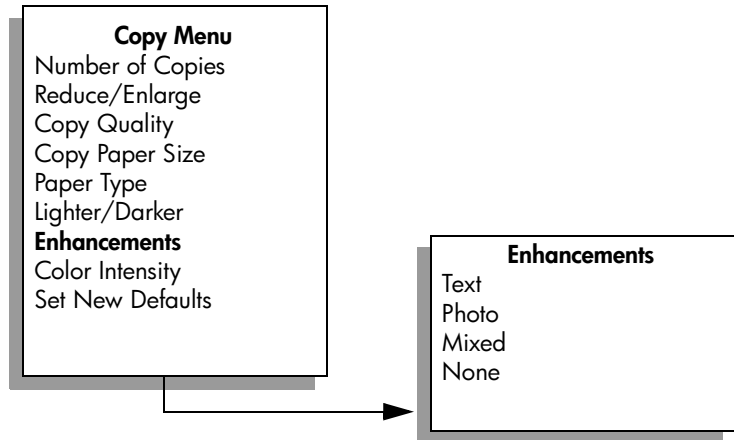 Copy Menu
Number of Copies
Reduce/Enlarge
Copy Quality
Copy Paper Size
Paper Type
Lighter/Darker
Enhancements
Color Intensity
Set New Defaults
Enhancements
Text
Photo
Mixed
None